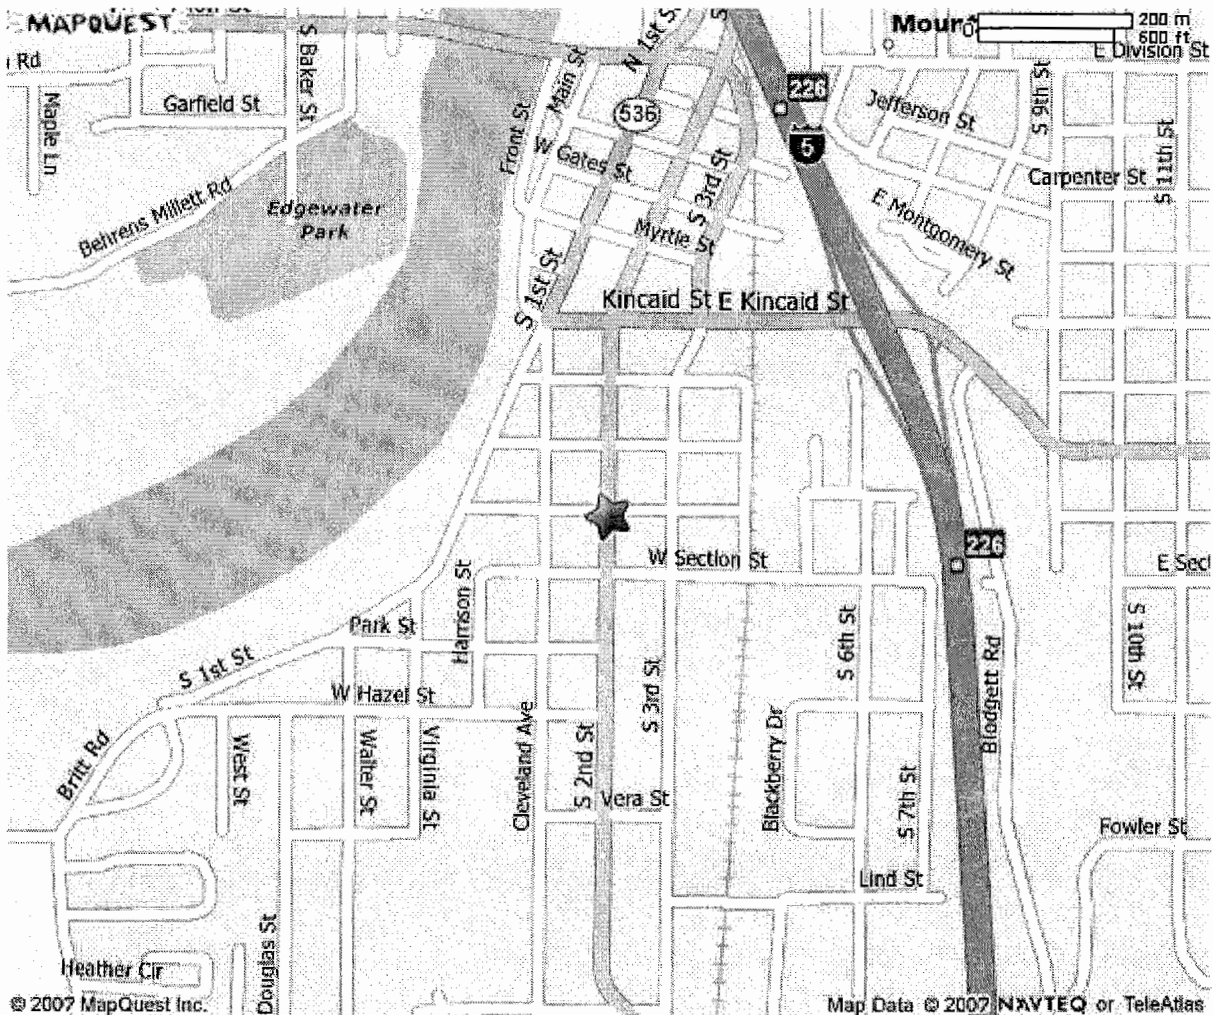 MAPQUEST
S Baker St
Main St
N 1st St
S
Mour
0
200 m
600 ft
E Division St
Rd
Maple Ln
Garfield St
Front St
536
226
5
Jefferson St
S 9th St
S 11th St
W Gates St
S 3rd St
Carpenter St
Behrens Millett Rd
Edgewater
Park
Myrtle St
E Montgomery St
S 1st St
Kincaid St
E Kincaid St
W Section St
226
E Sect
Harrison St
Park St
S 1st St
W Hazel St
S 3rd St
S 6th St
Blodgett Rd
S 10th St
Britt Rd
West St
Walter St
Virginia St
Cleveland Ave
S 2nd St
Vera St
Blackberry Dr
S 7th St
Fowler St
Lind St
Douglas St
Heather Cir
© 2007 MapQuest Inc.
Map Data © 2007 NAVTEQ or TeleAtlas